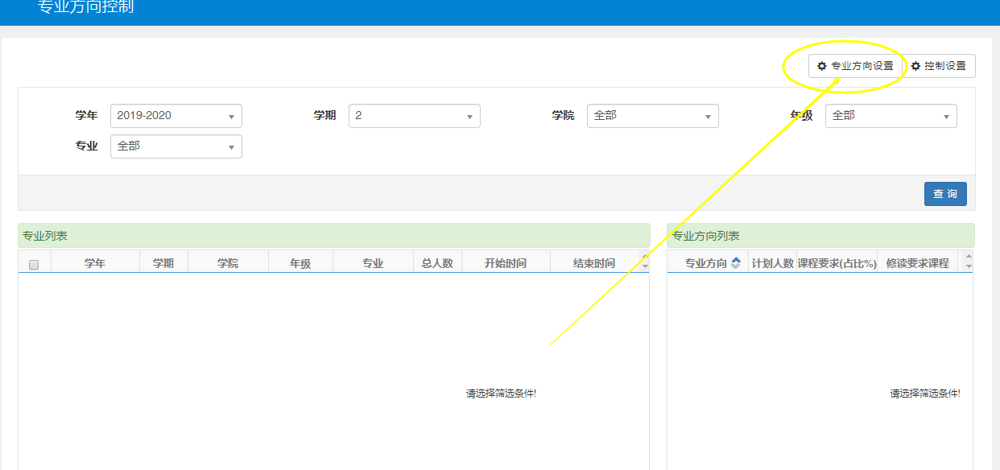 专业方向控制
专业方向设置 控制设置
学年 2019-2020 学期 2 学院 全部 年级 全部
专业 全部
查 询
专业列表 专业方向列表
学年 学期 学院 年级 专业 总人数 开始时间 结束时间 专业方向 计划人数 课程要求(占比%) 修读要求课程
请选择筛选条件! 请选择筛选条件!